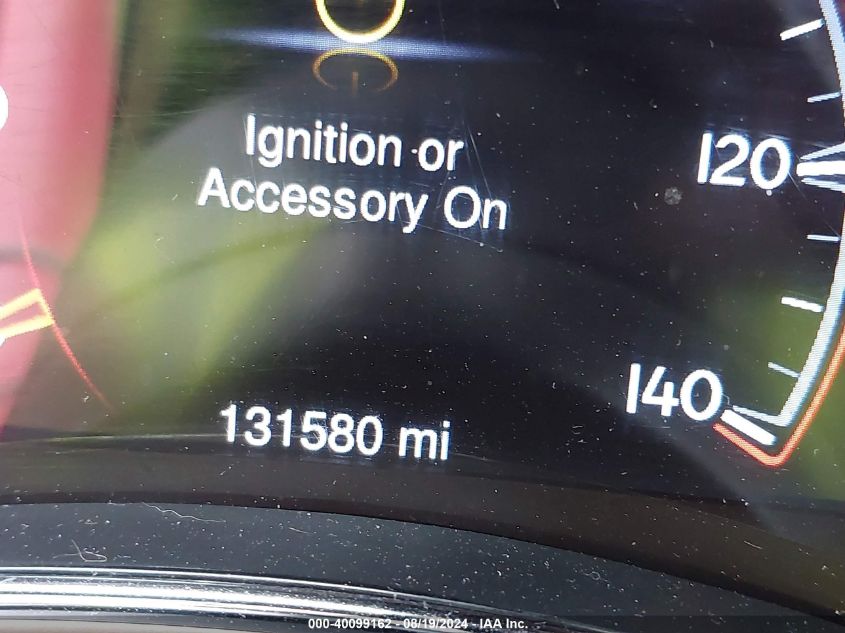 Ignition or
Accessory On
120
140
131580 mi
000-40099162 - 08/19/2024 - IAA Inc.